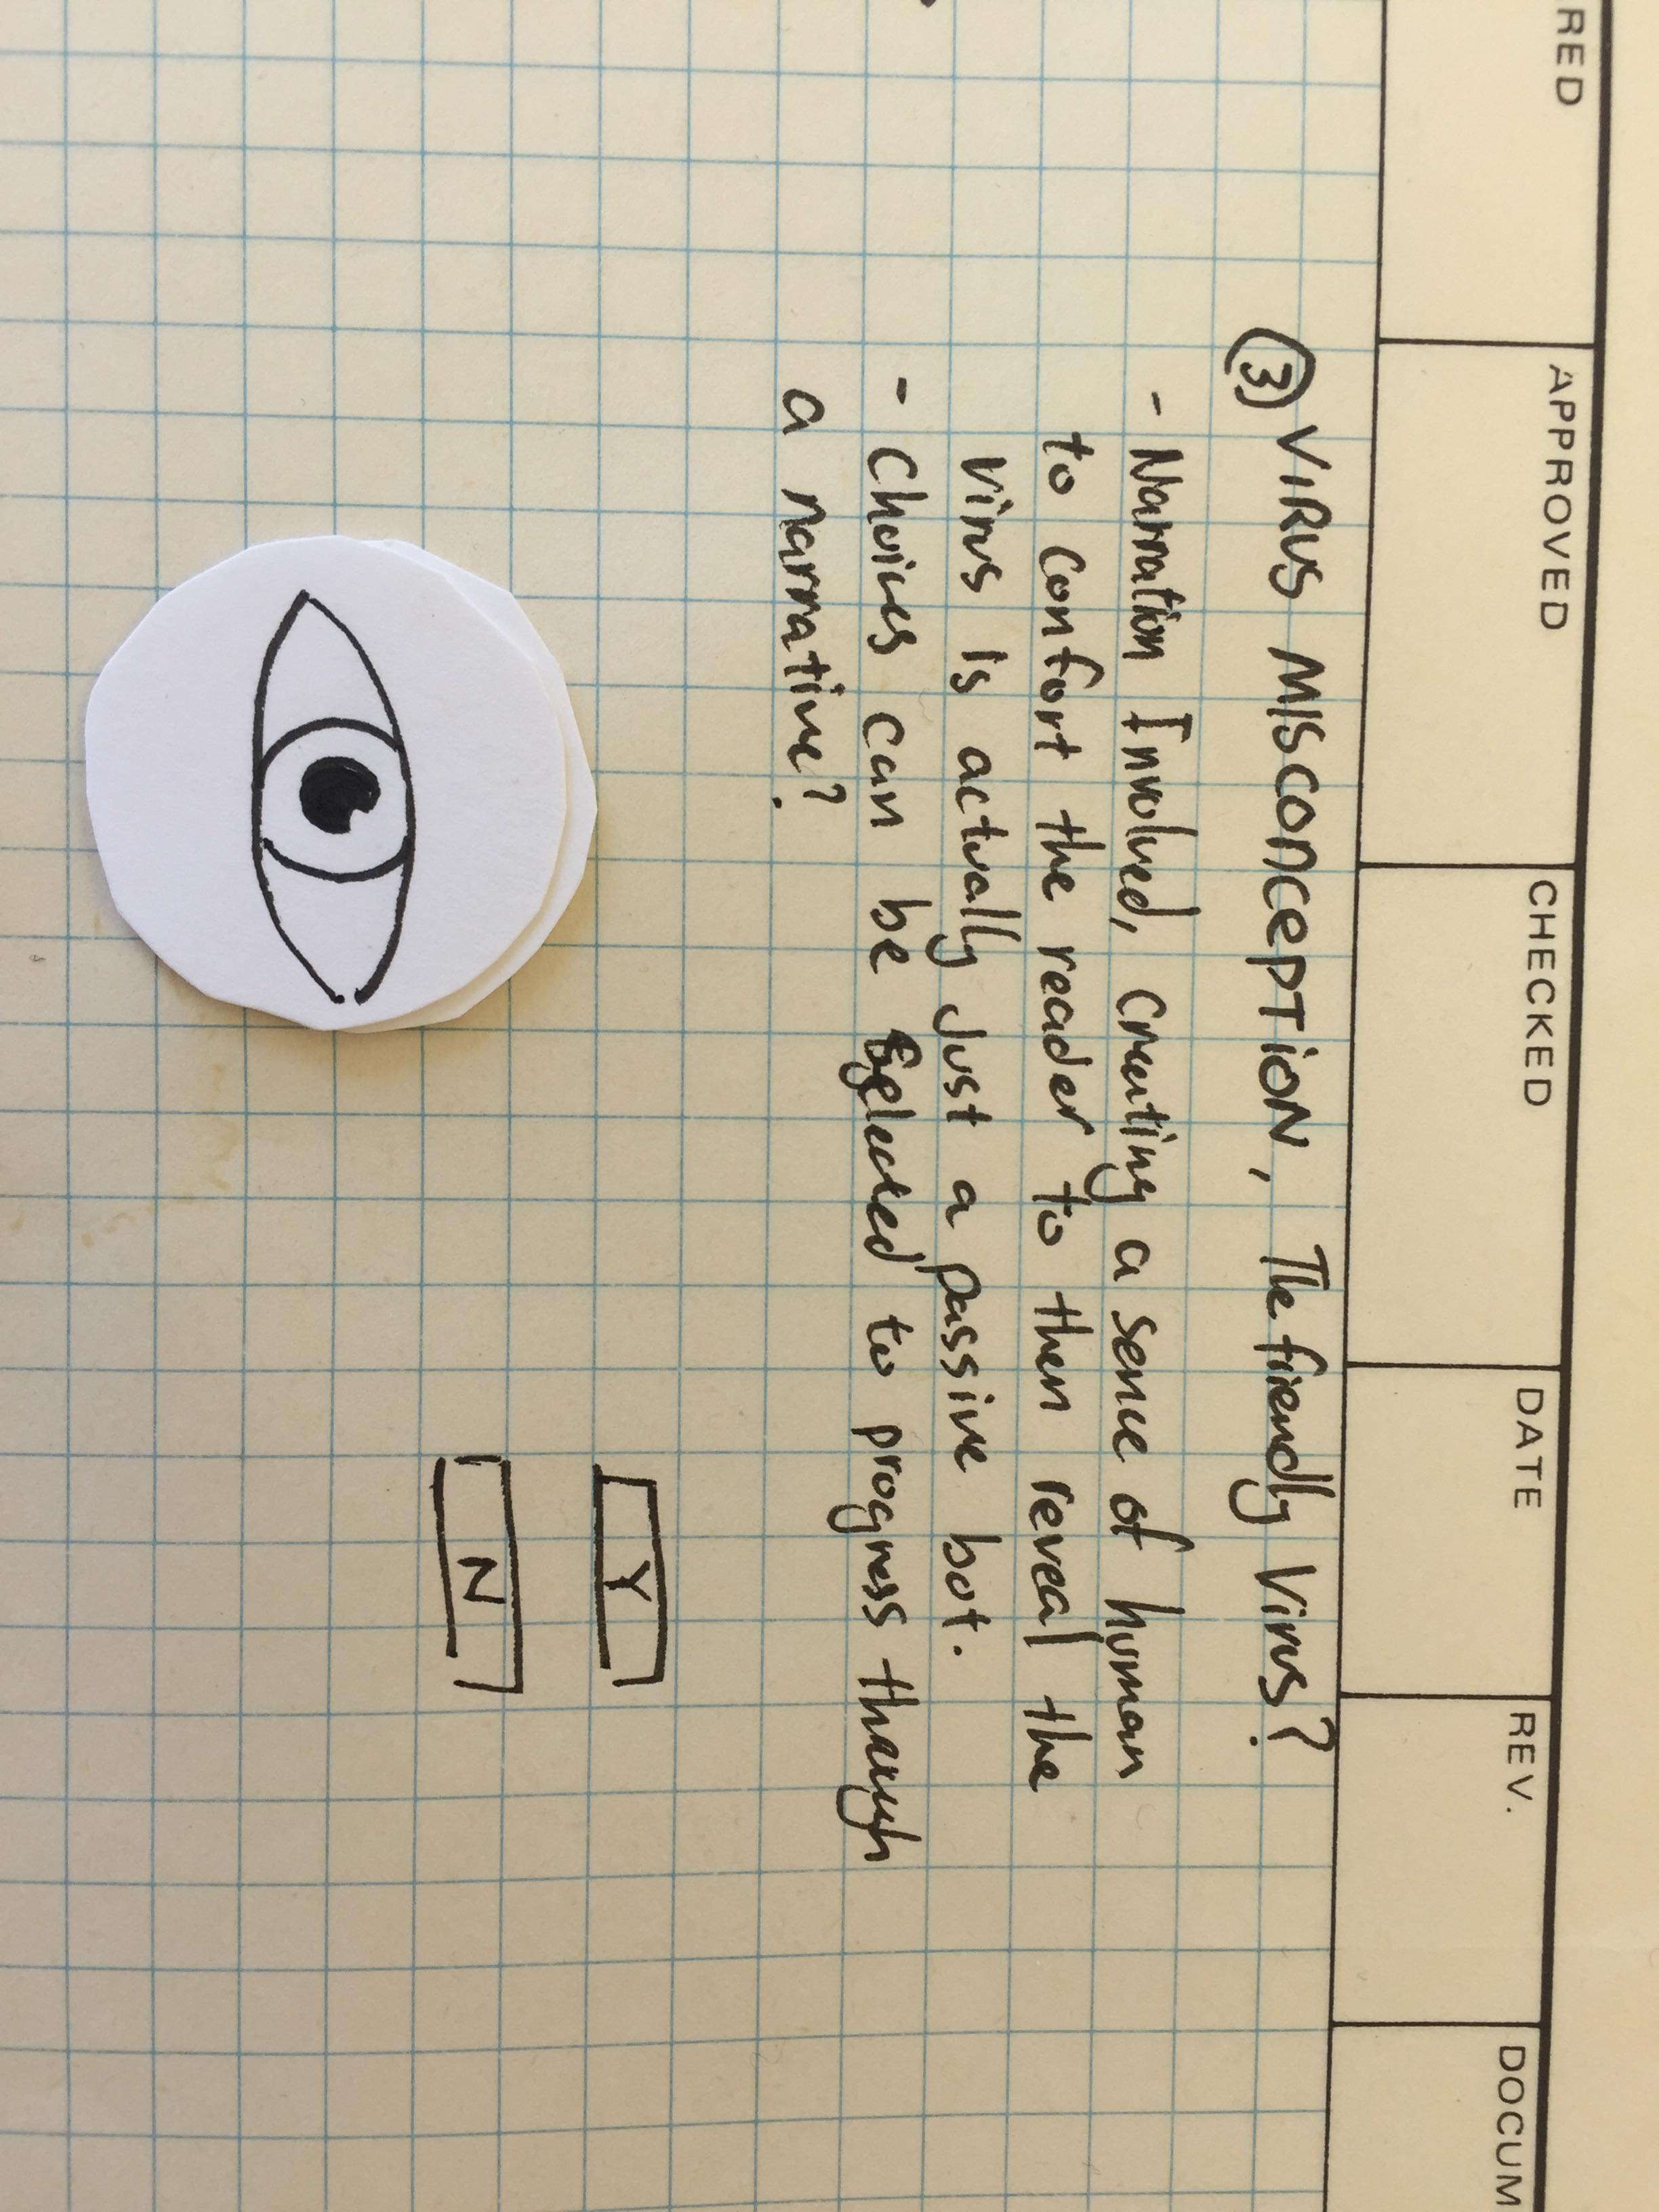 RED APPROVED CHECKED DATE REV. DOCUM
③ VIRUS MISCONCEPTION, The friendly Virus?
- Narration Involved, Creating a sence of human
to confort the reader to then reveal the
virus is actually just a passive bot.
- Choices can be Selected to progress though
a narrative?
Y
N